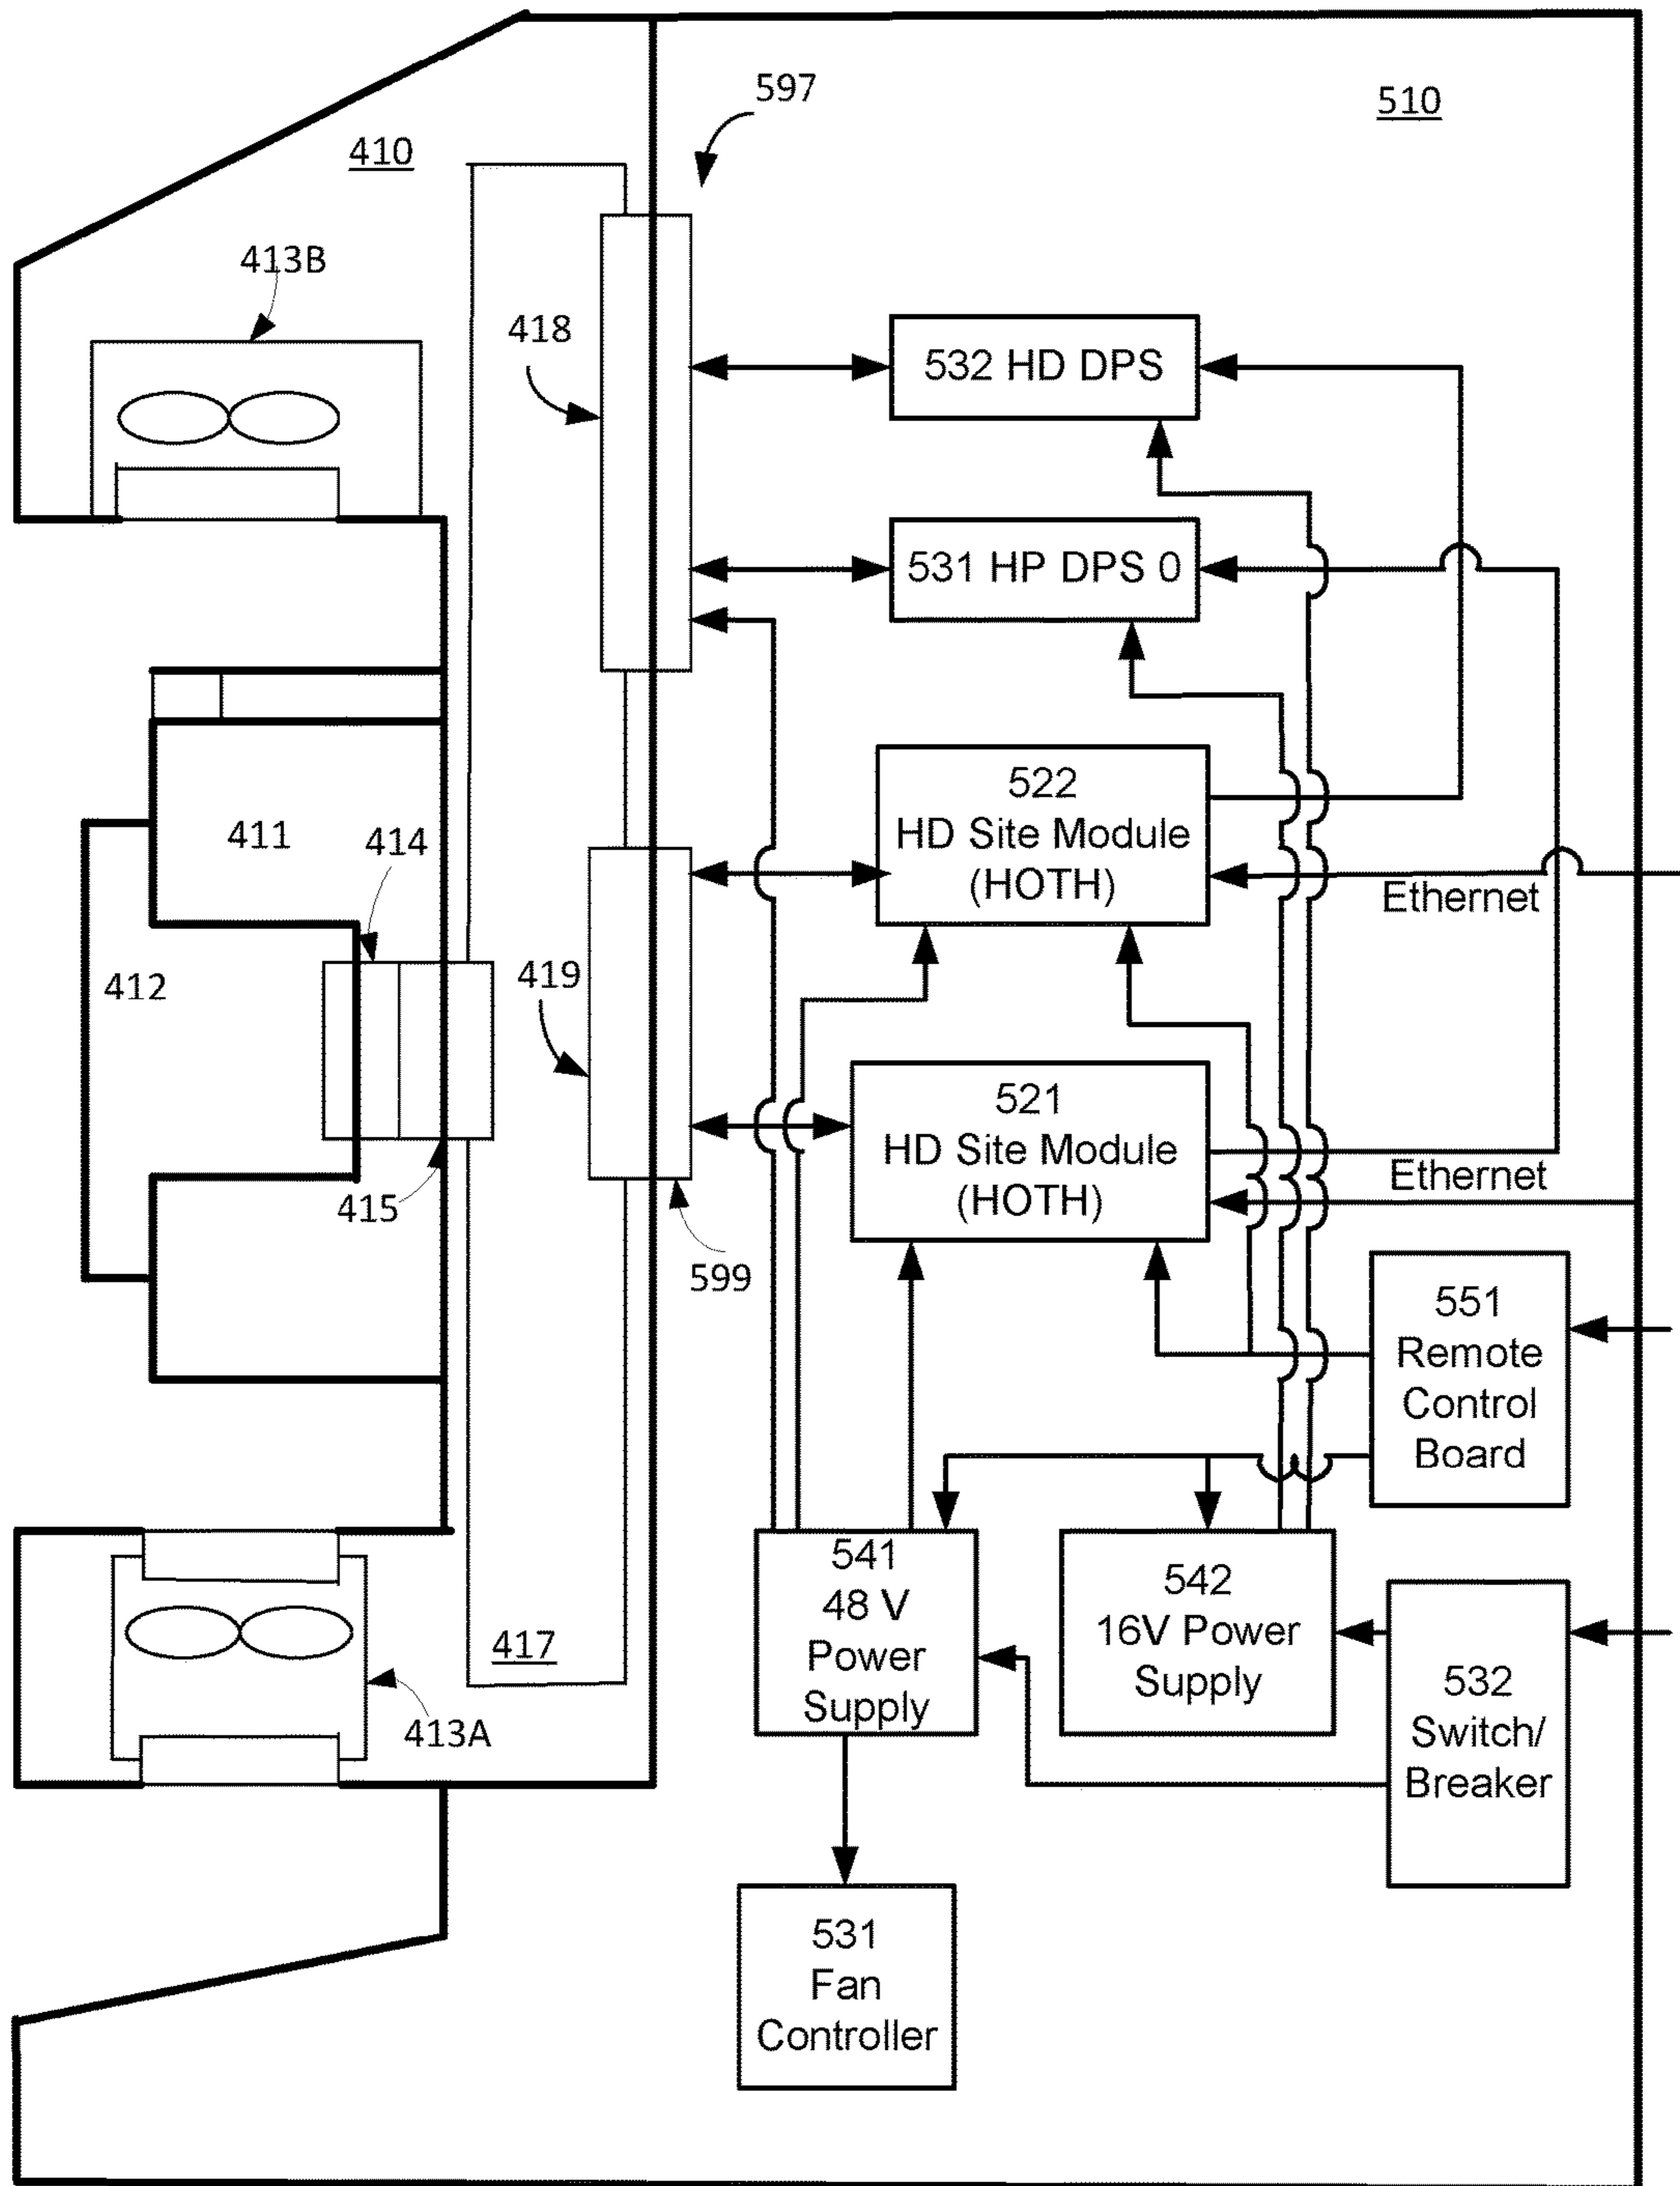 597
510
410
413B
418
532 HD DPS
531 HP DPS 0
522
HD Site Module
(HOTH)
411
414
Ethernet
412
419
521
HD Site Module
(HOTH)
Ethernet
415
599
551
Remote
Control
Board
541
48 V
Power
Supply
542
16V Power
Supply
417
532
Switch/
Breaker
413A
531
Fan
Controller